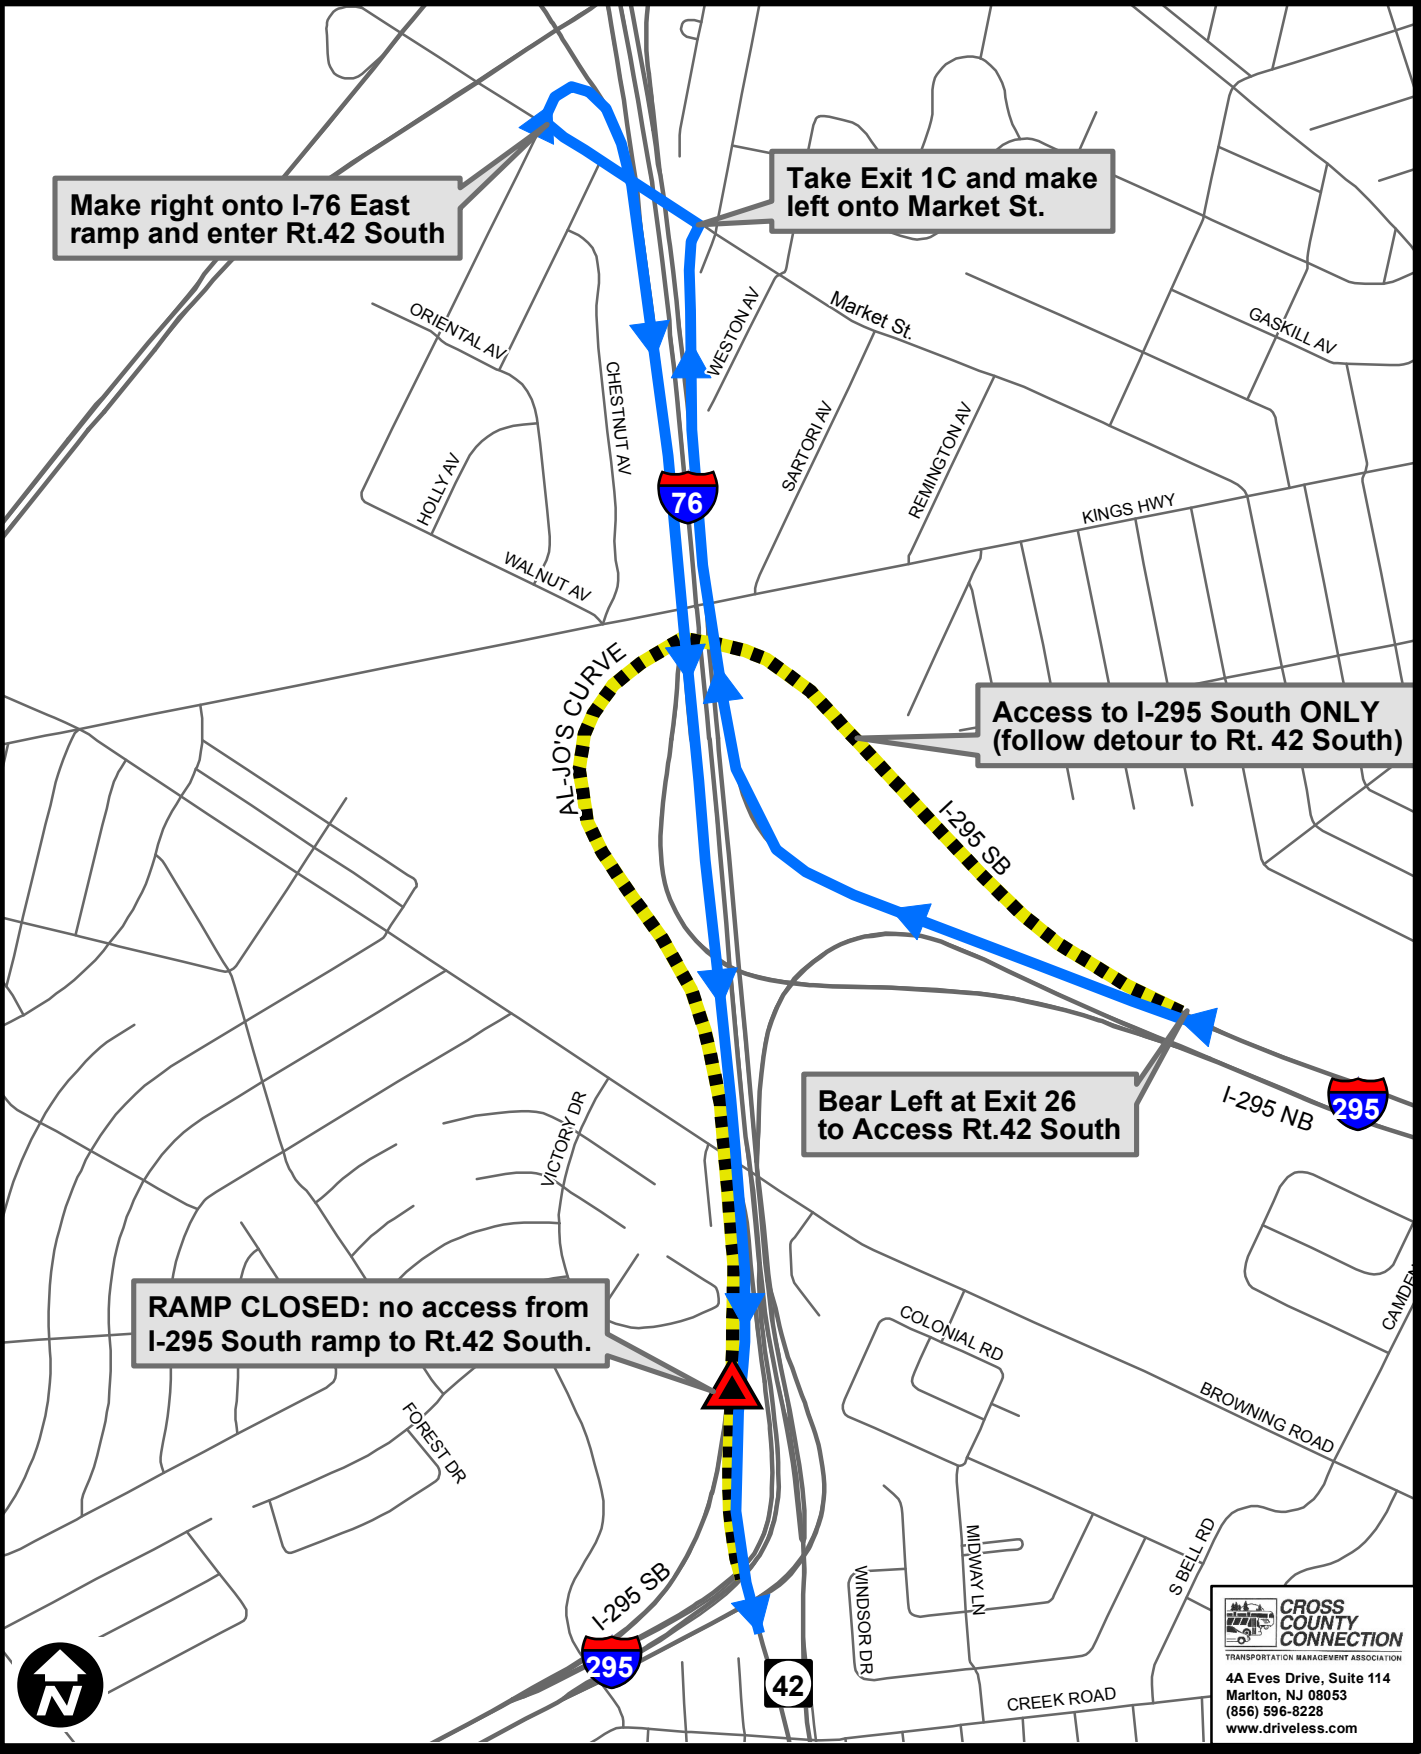 Make right onto I-76 East
ramp and enter Rt.42 South
Take Exit 1C and make
left onto Market St.
ORIENTAL AV
CHESTNUT AV
HOLLY AV
WALNUT AV
WESTON AV
Market St.
GASKILL AV
SARTORI AV
REMINGTON AV
KINGS HWY
76
AL-JO'S CURVE
Access to I-295 South ONLY
(follow detour to Rt. 42 South)
I-295 SB
Bear Left at Exit 26
to Access Rt.42 South
I-295 NB
295
VICTORY DR
RAMP CLOSED: no access from
I-295 South ramp to Rt.42 South.
COLONIAL RD
CAMDEN
BROWNING ROAD
FOREST DR
MIDWAY LN
S BELL RD
WINDSOR DR
I-295 SB
295
42
CREEK ROAD
N
CROSS
COUNTY
CONNECTION
TRANSPORTATION MANAGEMENT ASSOCIATION
4A Eves Drive, Suite 114
Marlton, NJ 08053
(856) 596-8228
www.driveless.com